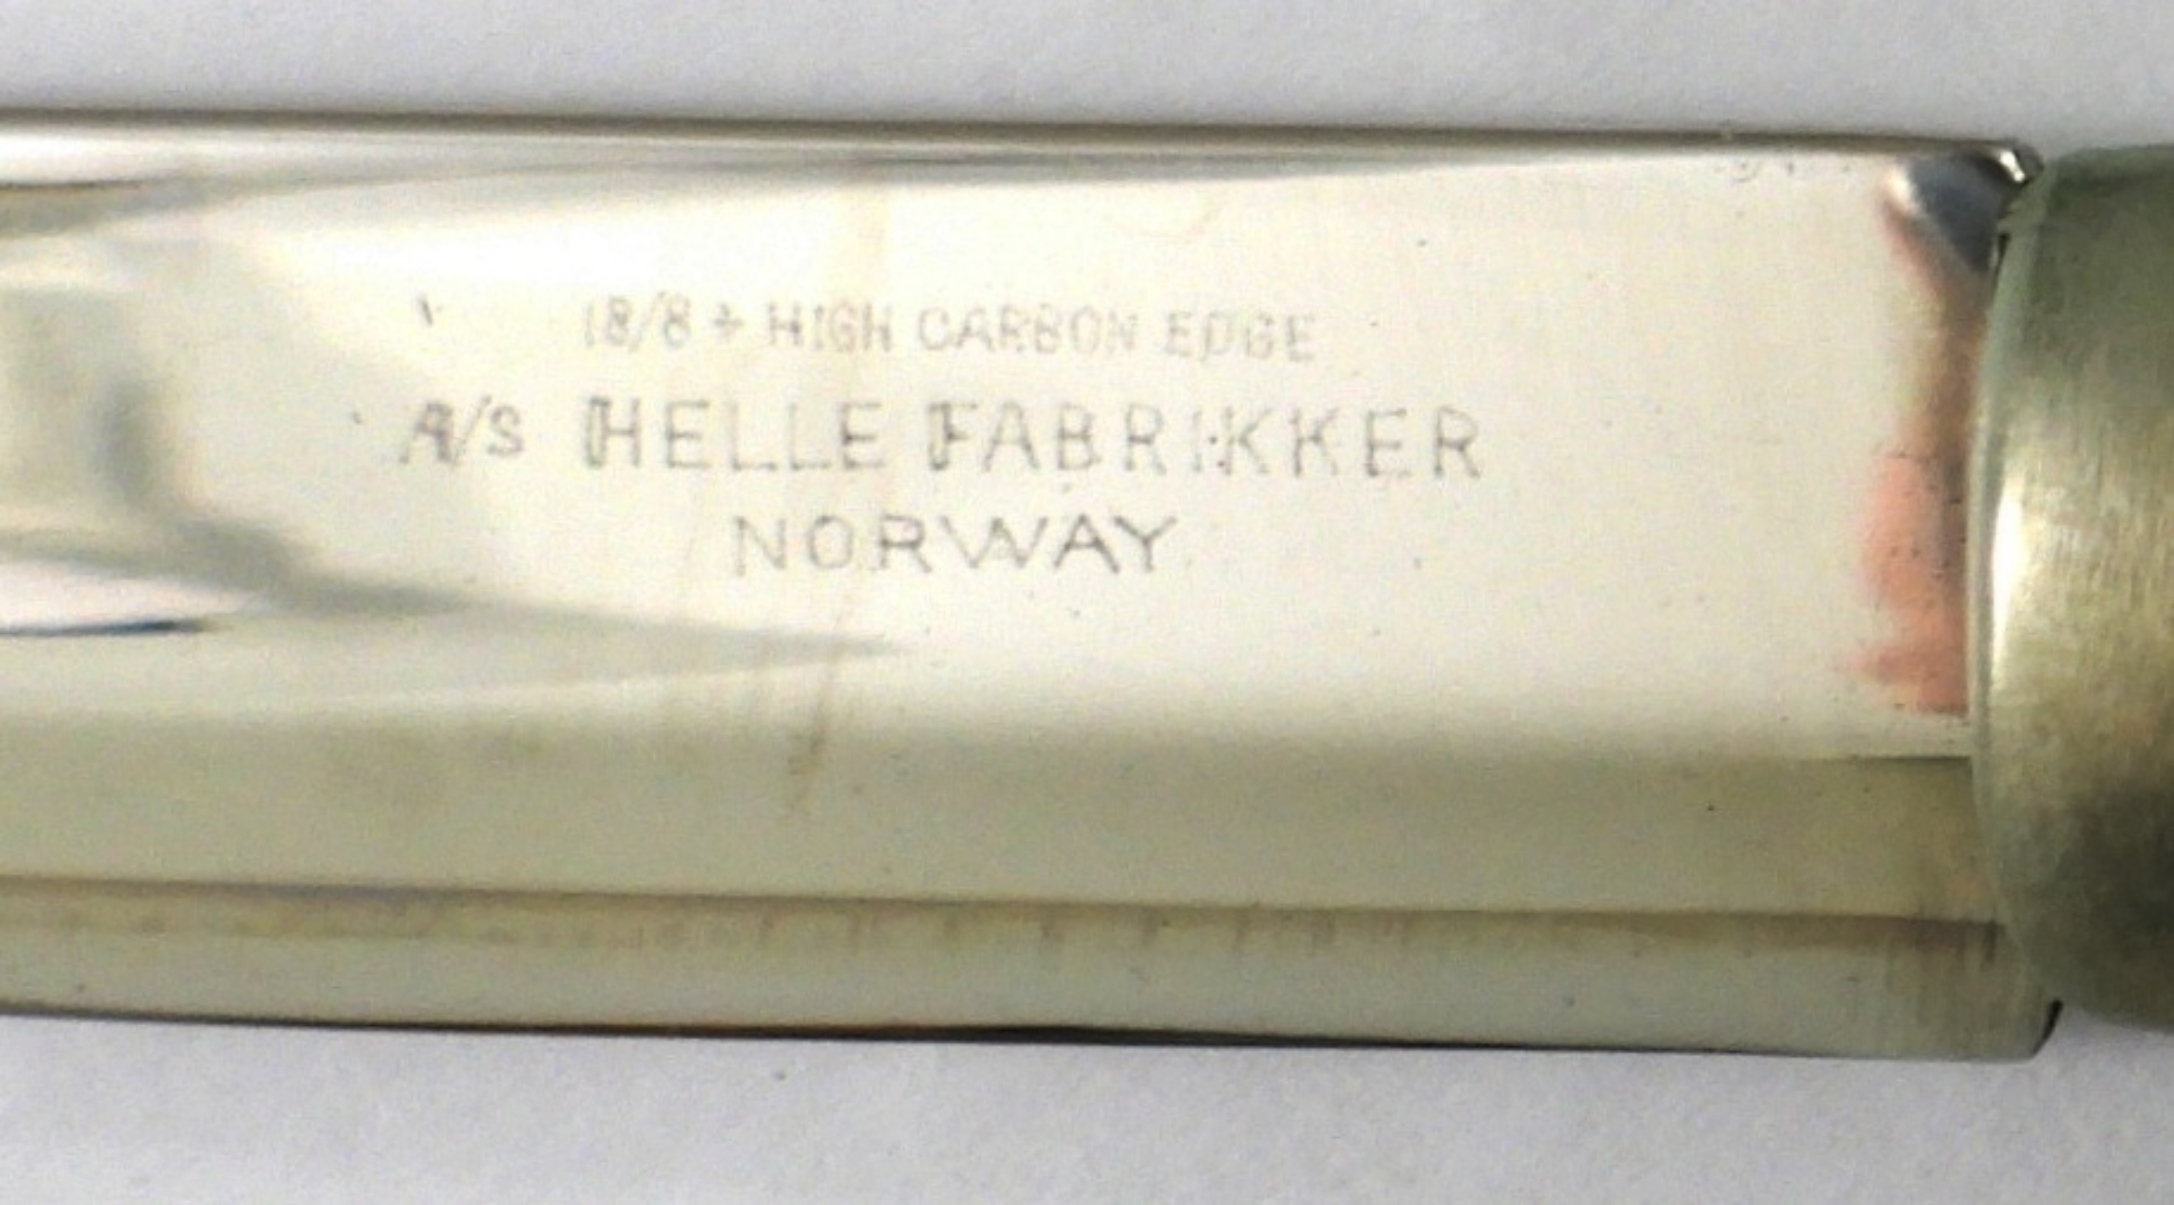 18/8 + HIGH CARBON EDGE
A/S HELLE FABRIKKER
NORWAY